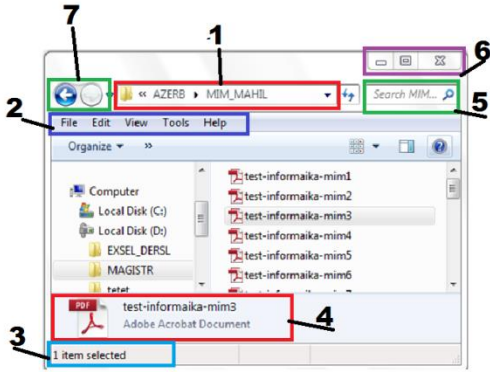 7
1
6
« AZERB ▸ MIM_MAHIL
Search MIM...
2
5
File Edit View Tools Help
Organize ▾ »
Computer
Local Disk (C:)
Local Disk (D:)
EXSEL_DERSL
MAGISTR
tetet
test-informaika-mim1
test-informaika-mim2
test-informaika-mim3
test-informaika-mim4
test-informaika-mim5
test-informaika-mim6
PDF
test-informaika-mim3
Adobe Acrobat Document
4
3
1 item selected